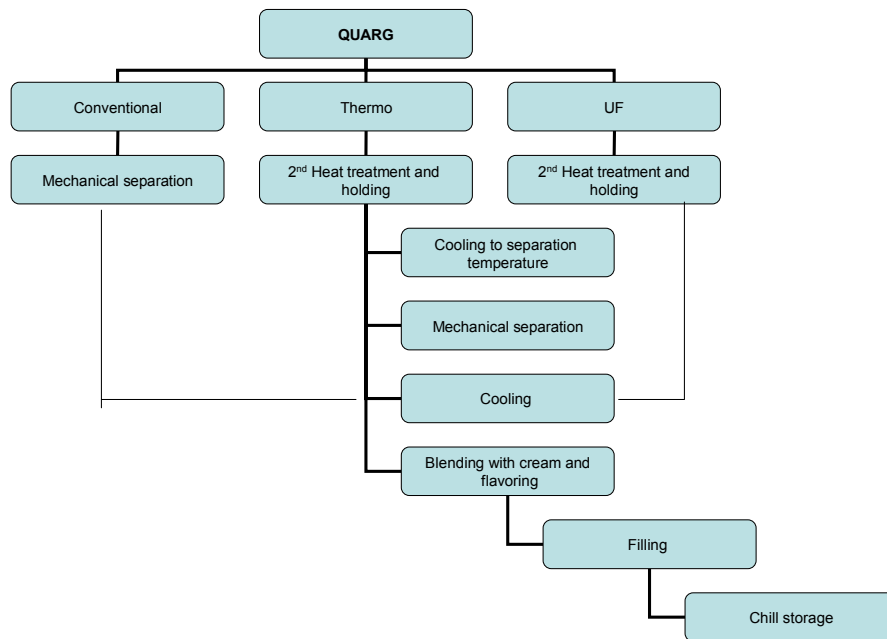 QUARG
Conventional
Thermo
UF
Mechanical separation
2nd Heat treatment and
holding
2nd Heat treatment and
holding
Cooling to separation
temperature
Mechanical separation
Cooling
Blending with cream and
flavoring
Filling
Chill storage